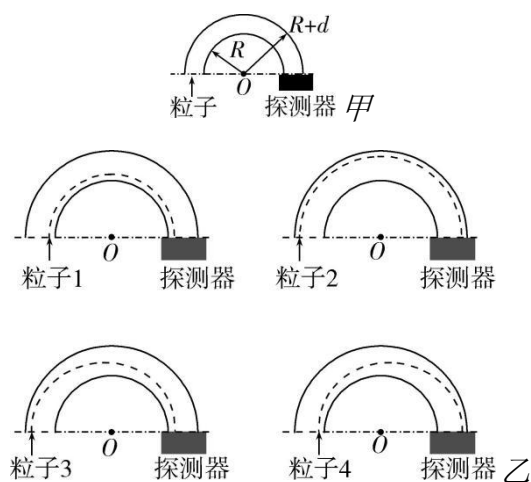 R+d
R
O
粒子 探测器 甲
O O
粒子1 探测器 粒子2 探测器
O O
粒子3 探测器 粒子4 探测器 乙